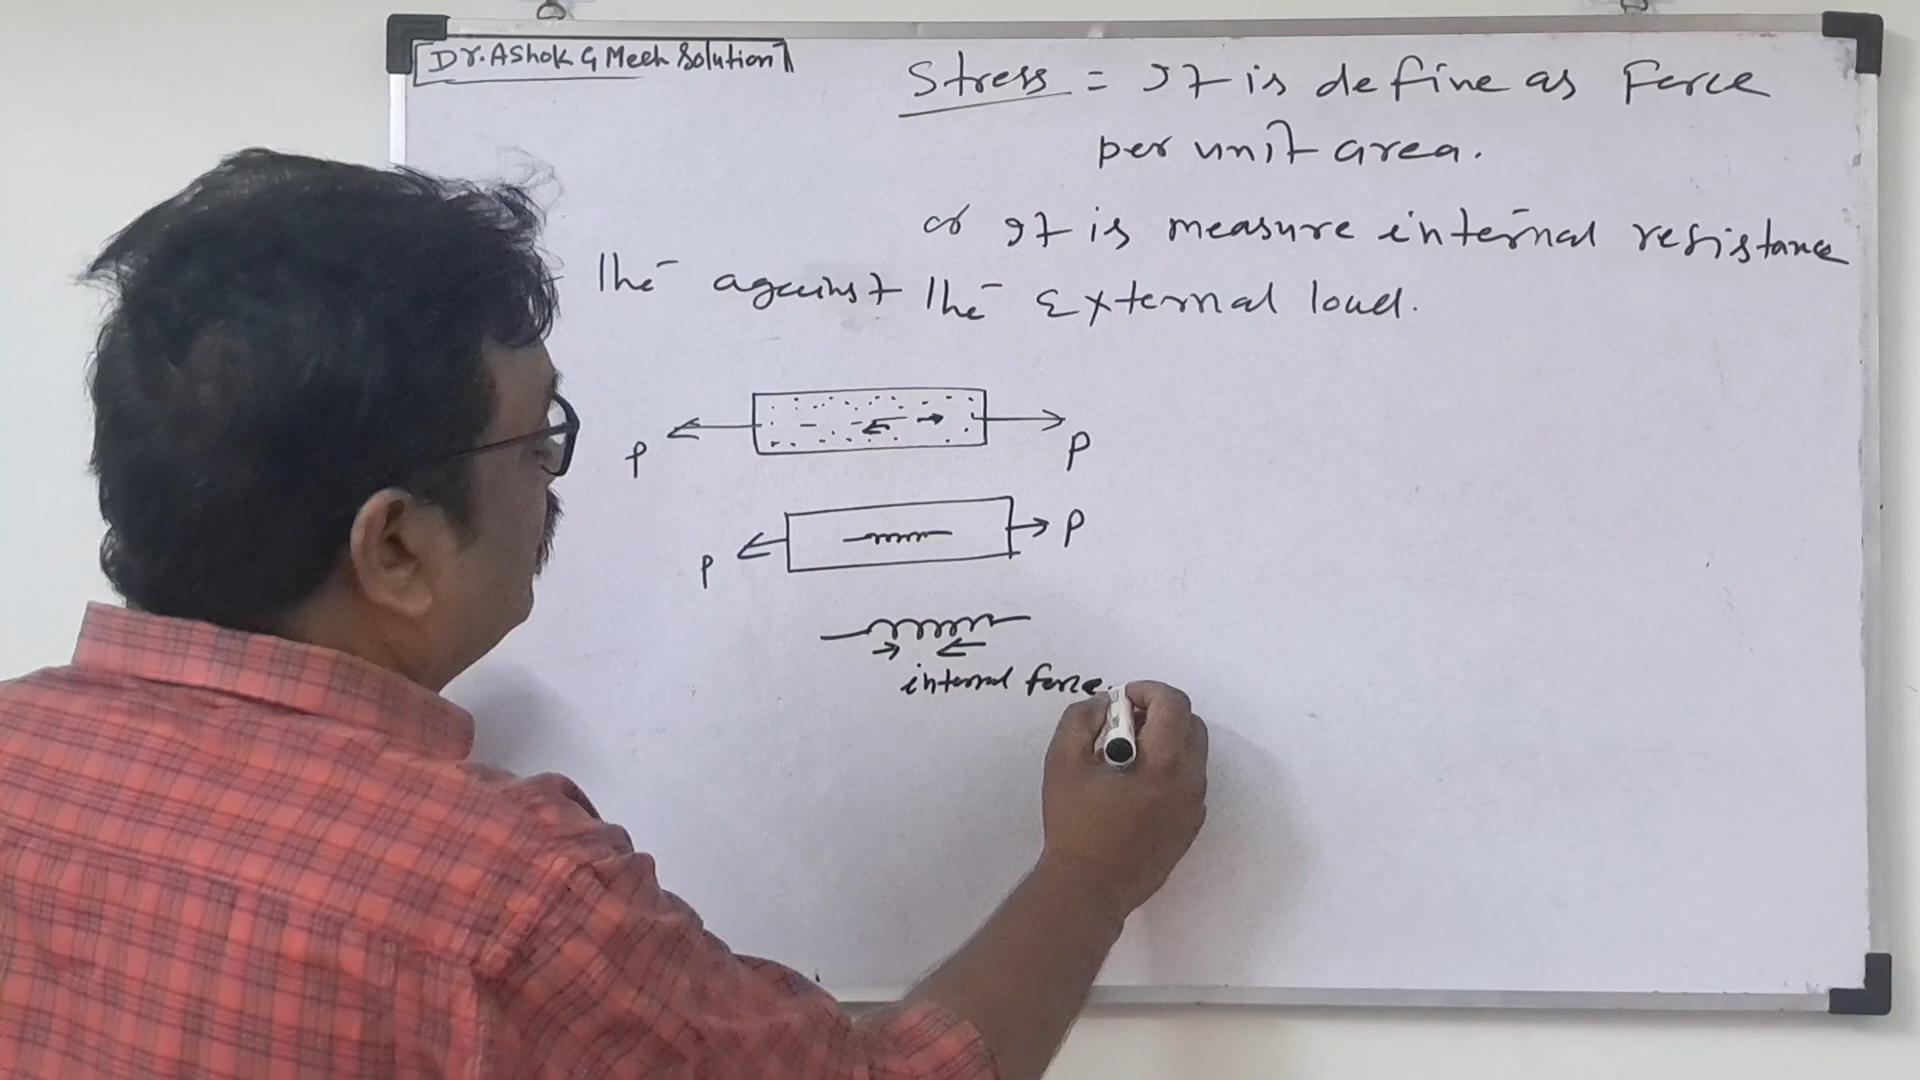 Dr. Ashok G Mech Solution
Stress = It is define as Force
per unit area.
or It is measure internal resistance
the against the External load.
P P
P P
internal force.